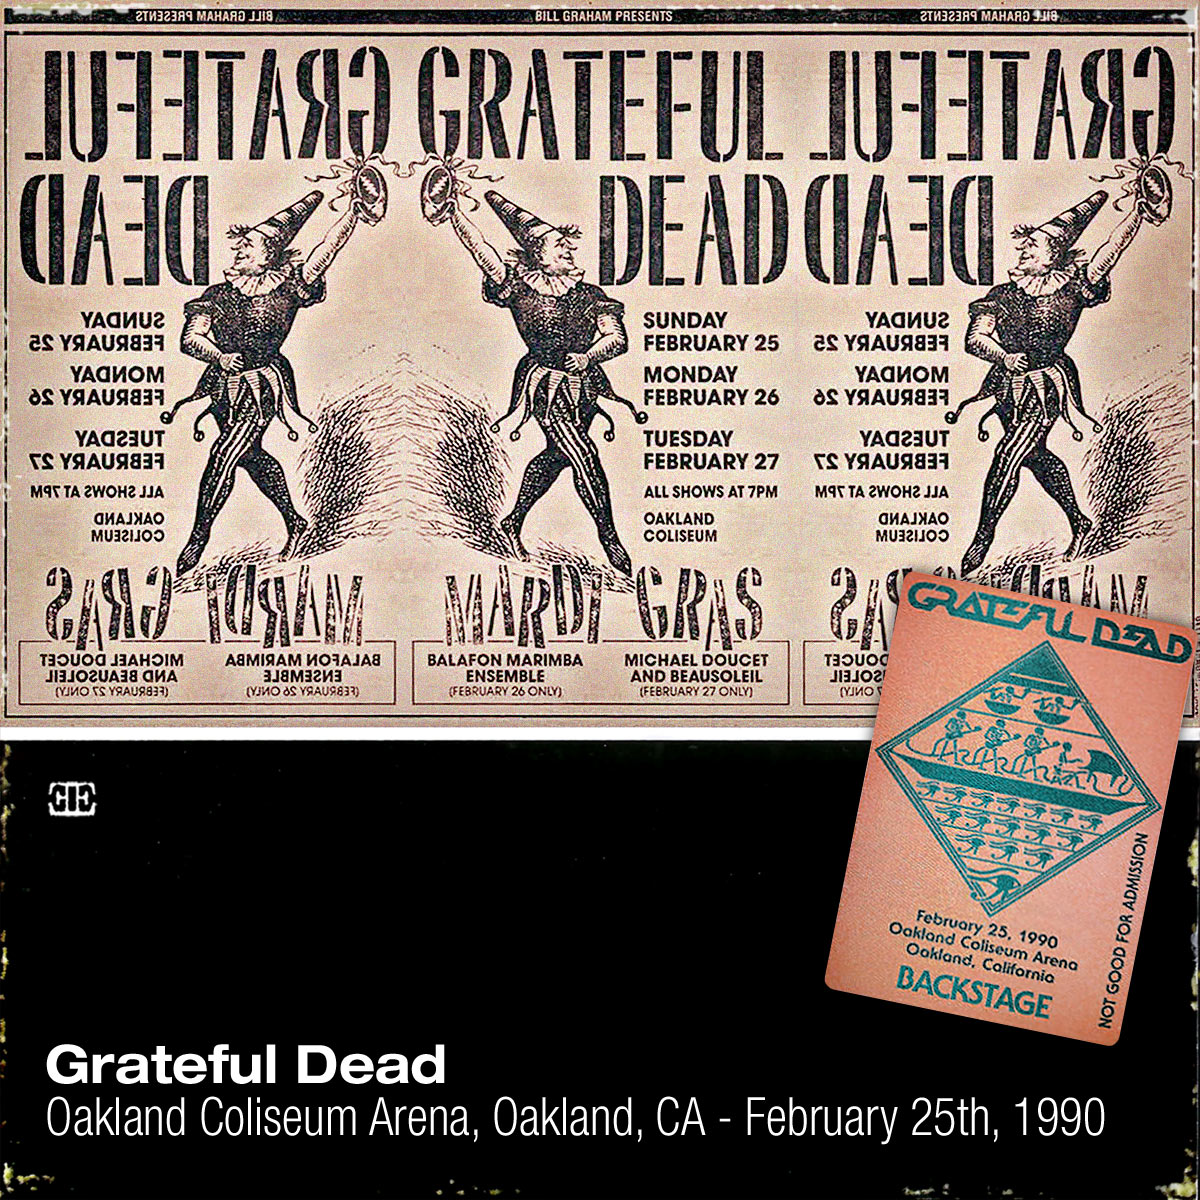 BILL GRAHAM PRESENTS
BILL GRAHAM PRESENTS
BILL GRAHAM PRESENTS
GRATEFUL
DEAD
SUNDAY
FEBRUARY 25
MONDAY
FEBRUARY 26
TUESDAY
FEBRUARY 27
ALL SHOWS AT 7PM
OAKLAND
COLISEUM
MARDI GRAS
MICHAEL DOUCET
AND BEAUSOLEIL
(FEBRUARY 27 ONLY)
BALAFON MARIMBA
ENSEMBLE
(FEBRUARY 26 ONLY)
GRATEFUL
DEAD
SUNDAY
FEBRUARY 25
MONDAY
FEBRUARY 26
TUESDAY
FEBRUARY 27
ALL SHOWS AT 7PM
OAKLAND
COLISEUM
MARDI GRAS
BALAFON MARIMBA
ENSEMBLE
(FEBRUARY 26 ONLY)
MICHAEL DOUCET
AND BEAUSOLEIL
(FEBRUARY 27 ONLY)
GRATEFUL
DEAD
SUNDAY
FEBRUARY 25
MONDAY
FEBRUARY 26
TUESDAY
FEBRUARY 27
ALL SHOWS AT 7PM
OAKLAND
COLISEUM
GRATEFUL DEAD
February 25, 1990
Oakland Coliseum Arena
Oakland, California
BACKSTAGE
NOT GOOD FOR ADMISSION
Grateful Dead
Oakland Coliseum Arena, Oakland, CA - February 25th, 1990